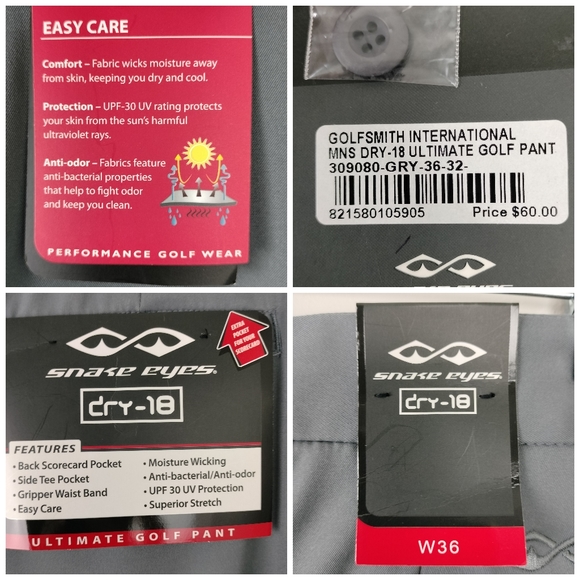 EASY CARE
Comfort – Fabric wicks moisture away
from skin, keeping you dry and cool.
Protection – UPF-30 UV rating protects
your skin from the sun's harmful
ultraviolet rays.
Anti-odor – Fabrics feature
anti-bacterial properties
that help to fight odor
and keep you clean.
PERFORMANCE GOLF WEAR
GOLFSMITH INTERNATIONAL
MNS DRY-18 ULTIMATE GOLF PANT
309080-GRY-36-32-
821580105905 Price $60.00
SNAKE EYES
EXTRA
POCKET
FOR YOUR
SCORECARD
snake eyes®
dry-18
FEATURES
• Back Scorecard Pocket
• Side Tee Pocket
• Gripper Waist Band
• Easy Care
• Moisture Wicking
• Anti-bacterial/Anti-odor
• UPF 30 UV Protection
• Superior Stretch
ULTIMATE GOLF PANT
snake eyes®
dry-18
W36